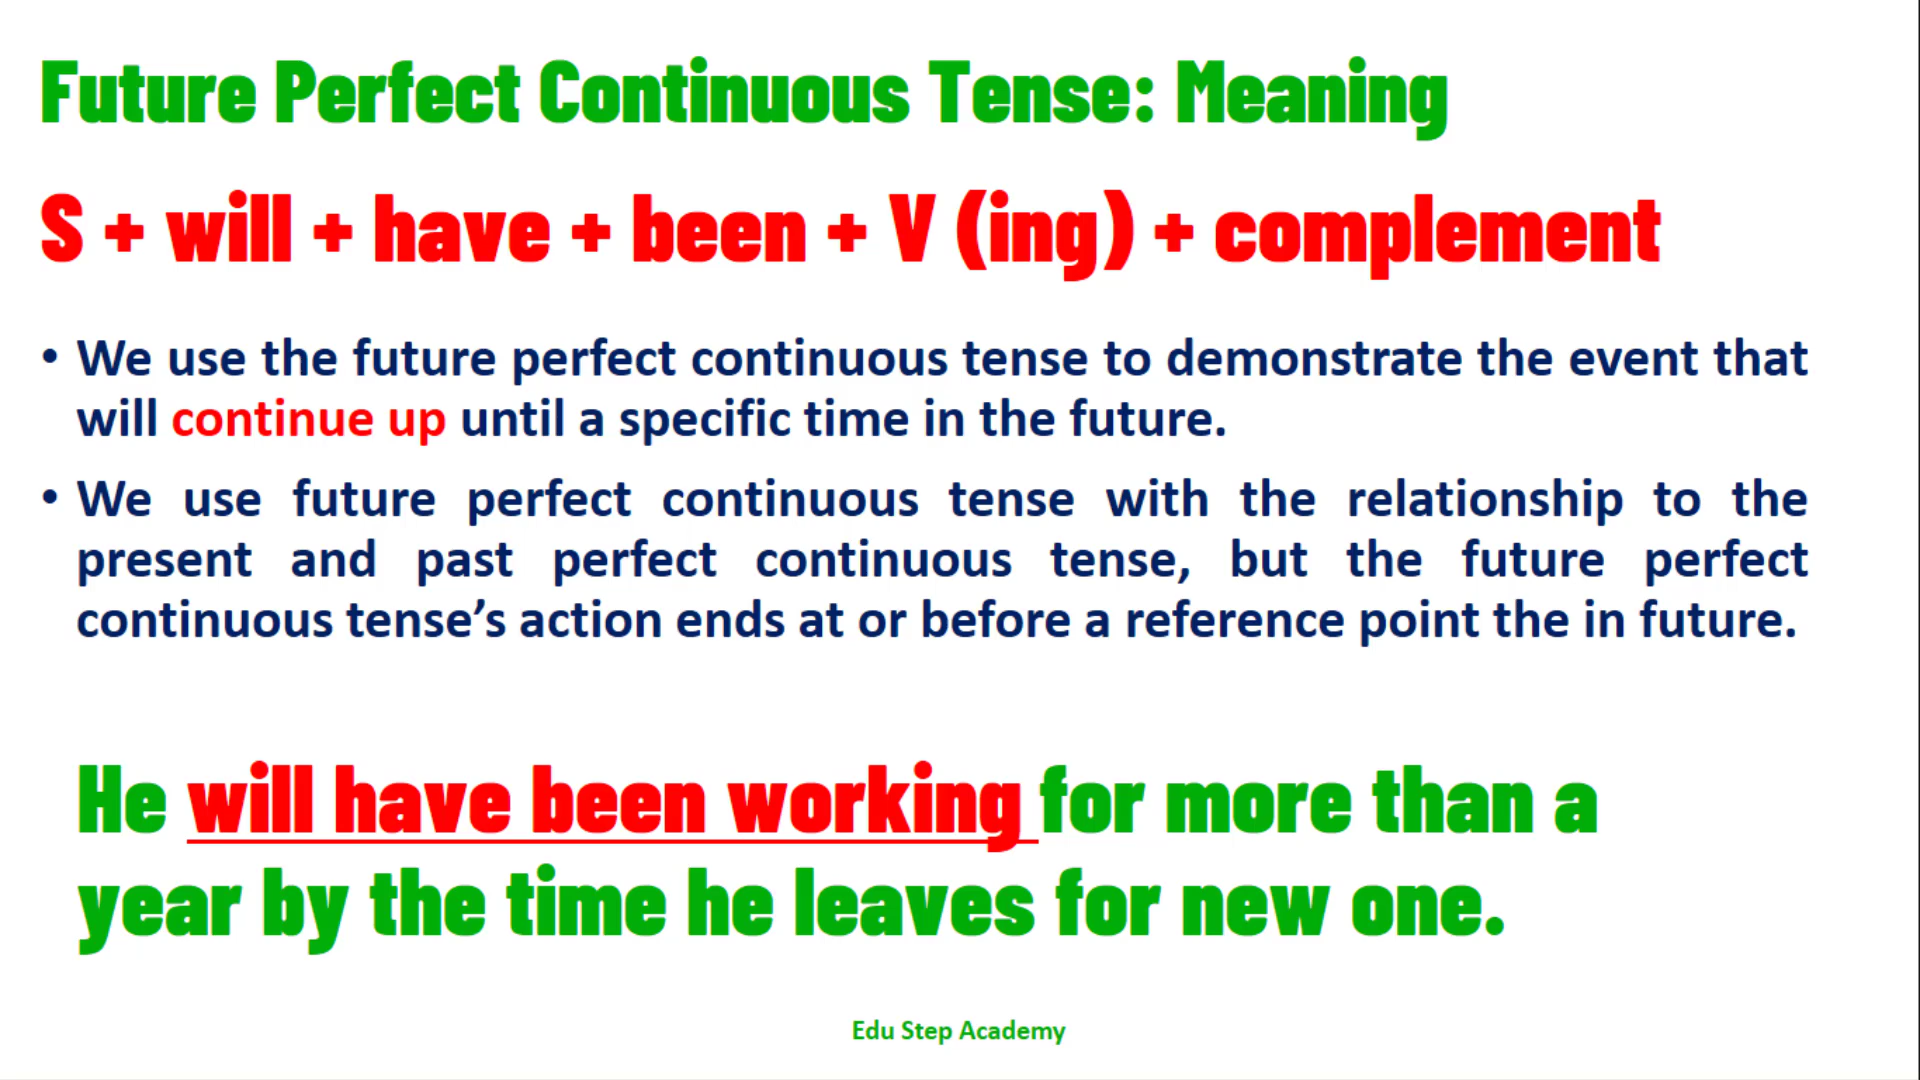 Future Perfect Continuous Tense: Meaning
S + will + have + been + V (ing) + complement
• We use the future perfect continuous tense to demonstrate the event that
will continue up until a specific time in the future.
• We use future perfect continuous tense with the relationship to the
present and past perfect continuous tense, but the future perfect
continuous tense’s action ends at or before a reference point the in future.
He will have been working for more than a
year by the time he leaves for new one.
Edu Step Academy